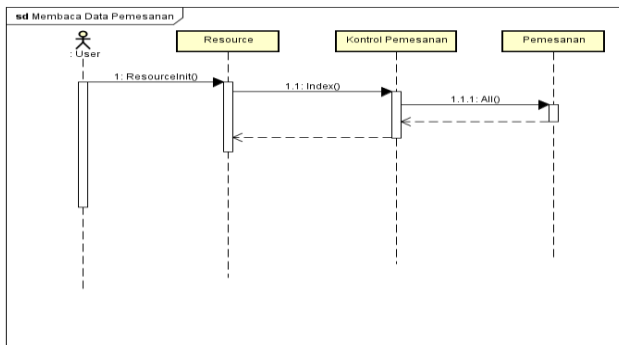 sd Membaca Data Pemesanan
Resource
Kontrol Pemesanan
Pemesanan
: User
1: ResourceInit()
1.1: Index()
1.1.1: All()